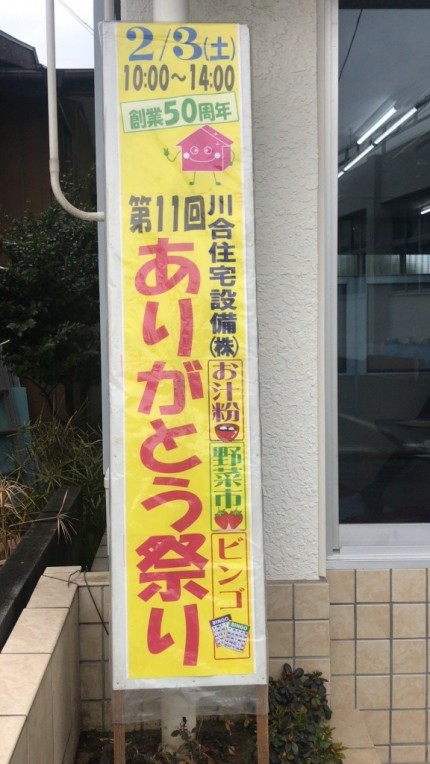 2/3(土)
10:00〜14:00
創業50周年
第11回
川合住宅設備(株)
ありがとう祭り
お汁粉
野菜市
ビンゴ
BINGO
BINGO